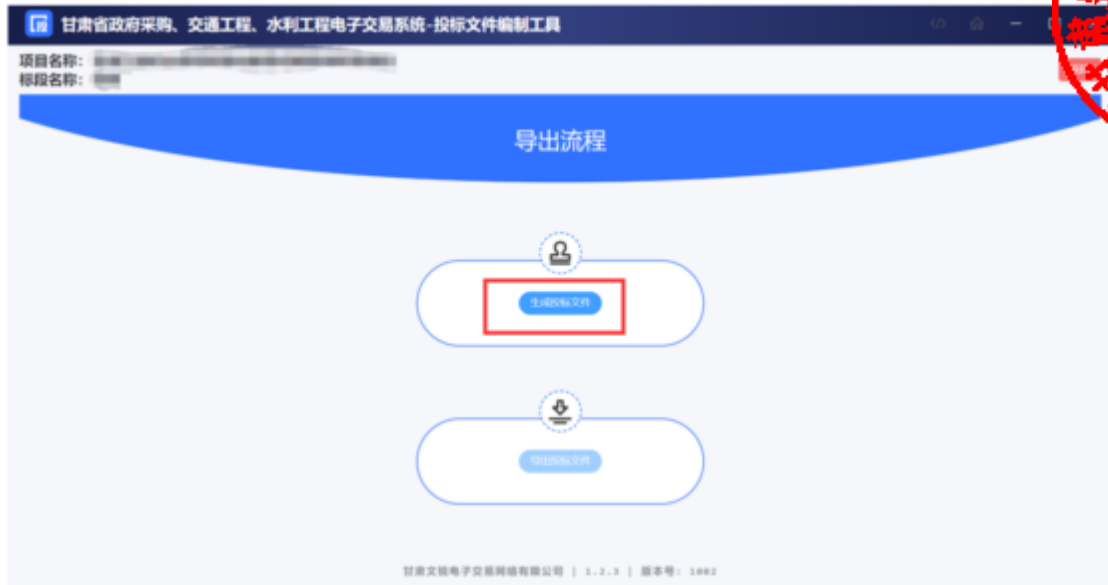 甘肃省政府采购、交通工程、水利工程电子交易系统-投标文件编制工具
项目名称：
标段名称：
导出流程
生成投标文件
导出投标文件
甘肃文锐电子交易网络有限公司 | 1.2.3 | 版本号：1002